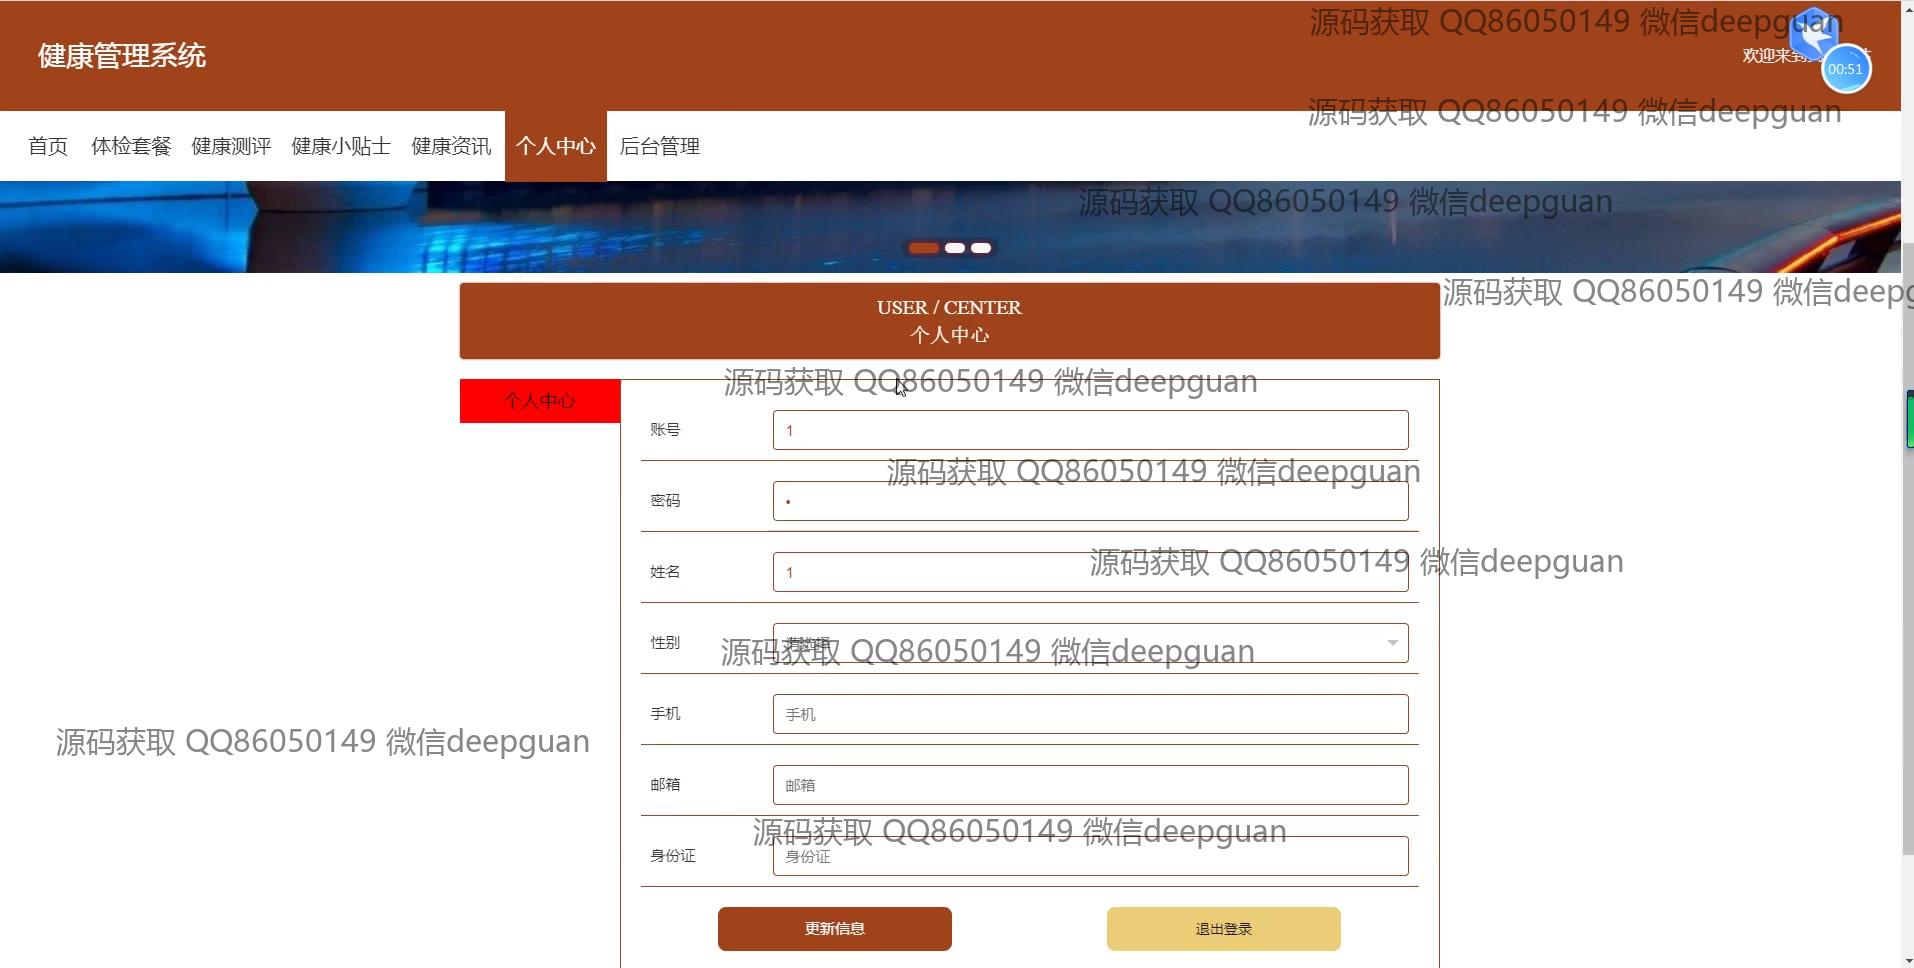 源码获取 QQ86050149 微信deepguan
健康管理系统
欢迎来到
00:51
源码获取 QQ86050149 微信deepguan
首页 体检套餐 健康测评 健康小贴士 健康资讯 个人中心 后台管理
源码获取 QQ86050149 微信deepguan
源码获取 QQ86050149 微信deepg
USER / CENTER
个人中心
源码获取 QQ86050149 微信deepguan
个人中心
账号 1
源码获取 QQ86050149 微信deepguan
密码 •
源码获取 QQ86050149 微信deepguan
姓名 1
性别 请选择
源码获取 QQ86050149 微信deepguan
手机 手机
源码获取 QQ86050149 微信deepguan
邮箱 邮箱
源码获取 QQ86050149 微信deepguan
身份证 身份证
更新信息 退出登录